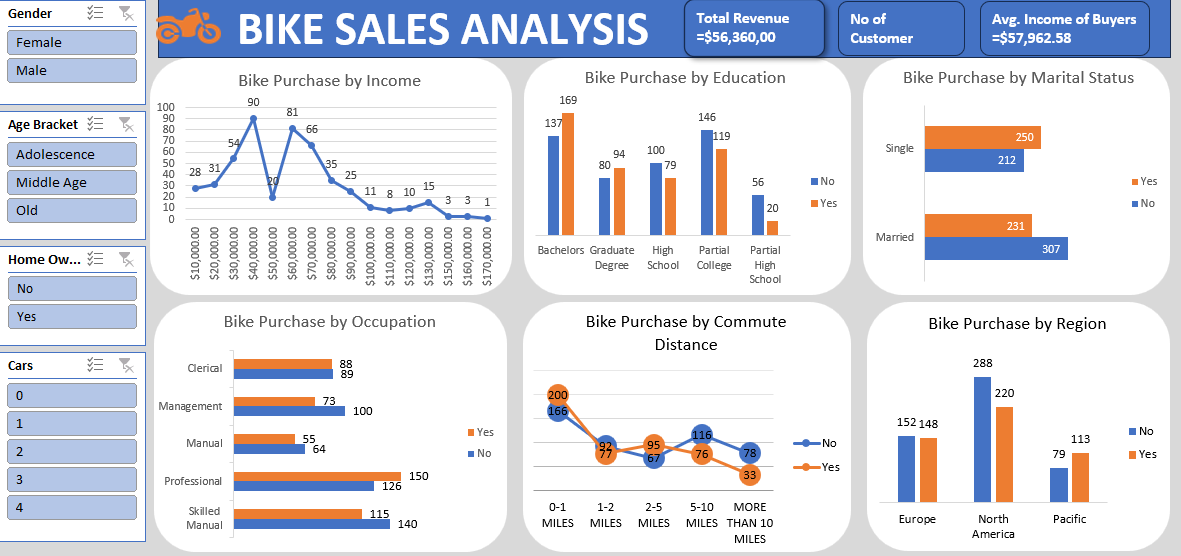 Gender
Female
Male
Age Bracket
Adolescence
Middle Age
Old
Home Ow...
No
Yes
Cars
0
1
2
3
4
BIKE SALES ANALYSIS
Total Revenue
=$56,360,00
No of
Customer
Avg. Income of Buyers
=$57,962.58
Bike Purchase by Income
100
90
80
70
60
50
40
30
20
10
0
28
31
54
90
20
81
66
35
25
11
8
10
15
3
3
1
$10,000.00
$20,000.00
$30,000.00
$40,000.00
$50,000.00
$60,000.00
$70,000.00
$80,000.00
$90,000.00
$100,000.00
$110,000.00
$120,000.00
$130,000.00
$150,000.00
$160,000.00
$170,000.00
Bike Purchase by Education
137
169
80
94
100
79
146
119
56
20
Bachelors
Graduate
Degree
High
School
Partial
College
Partial
High
School
No
Yes
Bike Purchase by Marital Status
Single
250
212
Married
231
307
Yes
No
Bike Purchase by Occupation
Clerical
88
89
Management
73
100
Manual
55
64
Professional
150
126
Skilled
Manual
115
140
Yes
No
Bike Purchase by Commute
Distance
200
166
92
77
95
67
116
76
78
33
0-1
MILES
1-2
MILES
2-5
MILES
5-10
MILES
MORE
THAN 10
MILES
No
Yes
Bike Purchase by Region
152
148
288
220
79
113
Europe
North
America
Pacific
No
Yes